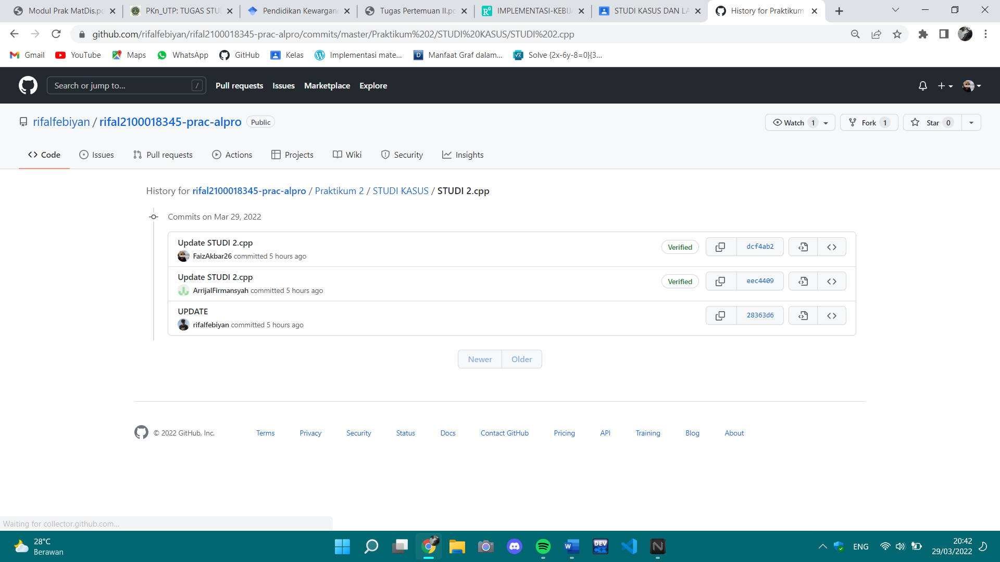 Modul Prak MatDis.pd
PKn_UTP: TUGAS STUD
Pendidikan Kewargane
Tugas Pertemuan II.pd
IMPLEMENTASI-KEBIJA
STUDI KASUS DAN LA
History for Praktikum
github.com/rifalfebiyan/rifal2100018345-prac-alpro/commits/master/Praktikum%202/STUDI%20KASUS/STUDI%202.cpp
Gmail YouTube Maps WhatsApp GitHub Kelas Implementasi mate... Manfaat Graf dalam... Solve {2x-6y-8=0}{3...
Search or jump to... / Pull requests Issues Marketplace Explore
rifalfebiyan / rifal2100018345-prac-alpro Public Watch 1 Fork 1 Star 0
Code Issues Pull requests Actions Projects Wiki Security Insights
History for rifal2100018345-prac-alpro / Praktikum 2 / STUDI KASUS / STUDI 2.cpp
Commits on Mar 29, 2022
Update STUDI 2.cpp
FaizAkbar26 committed 5 hours ago
Verified dcf4ab2
Update STUDI 2.cpp
ArrijalFirmansyah committed 5 hours ago
Verified eec4409
UPDATE
rifalfebiyan committed 5 hours ago
28363d6
Newer Older
© 2022 GitHub, Inc. Terms Privacy Security Status Docs Contact GitHub Pricing API Training Blog About
Waiting for collector.github.com...
28°C
Berawan
DEV
ENG
20:42
29/03/2022